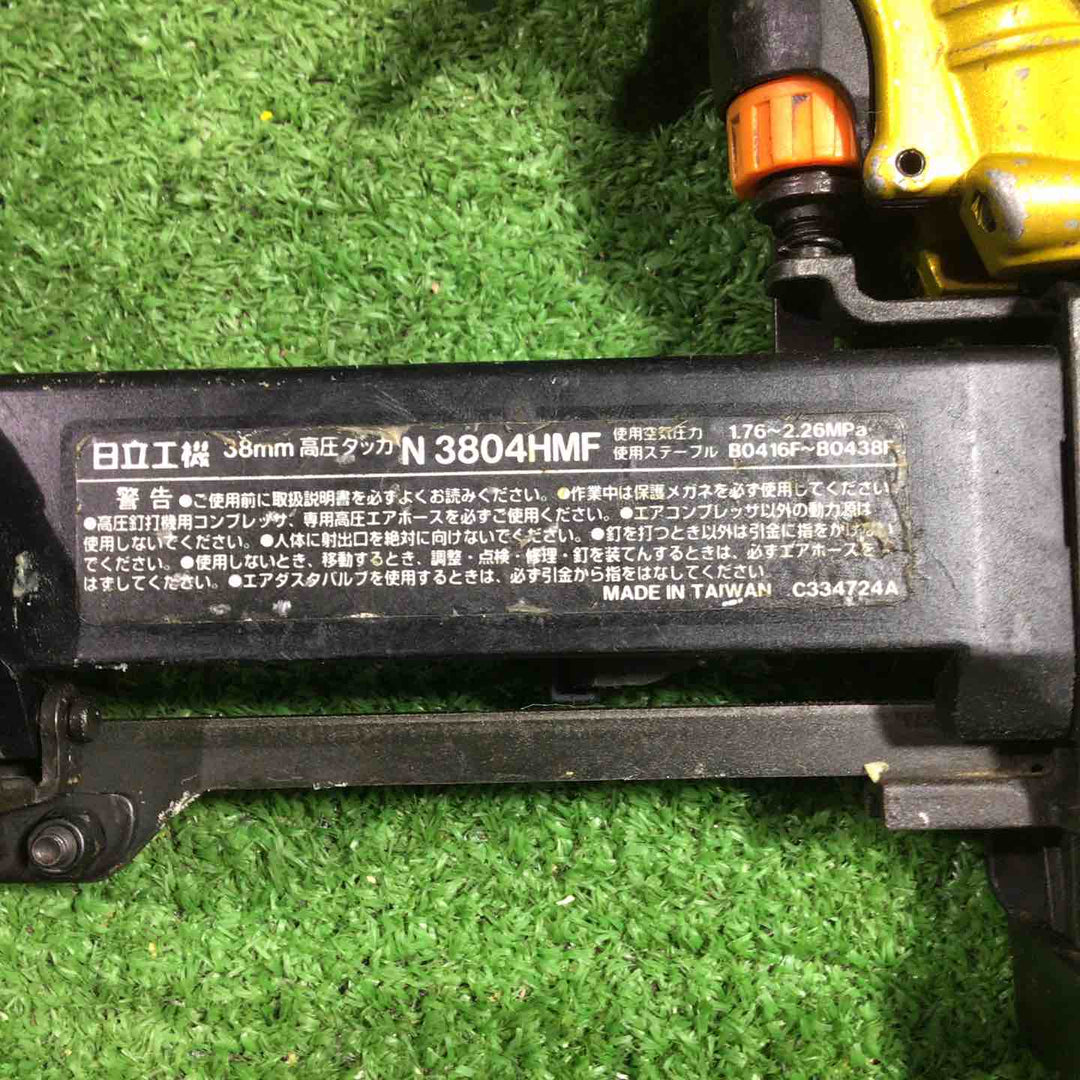 日立工機 38mm 高圧タッカ N 3804HMF 使用空気圧力 1.76~2.26MPa
使用ステープル B0416F~B0438F
警告 ●ご使用前に取扱説明書を必ずよくお読みください。●作業中は保護メガネを必ず使用してください
●高圧釘打機用コンプレッサ、専用高圧エアホースを必ずご使用ください。●エアコンプレッサ以外の動力源は
使用しないでください。●人体に射出口を絶対に向けないでください。●釘を打つとき以外は引金に指をかけ
でください。●使用しないとき、移動するとき、調整・点検・修理・釘を装てんするときは、必ずエアホースを
はずしてください。●エアダスタバルブを使用するときは、必ず引金から指をはなしてください
MADE IN TAIWAN C334724A